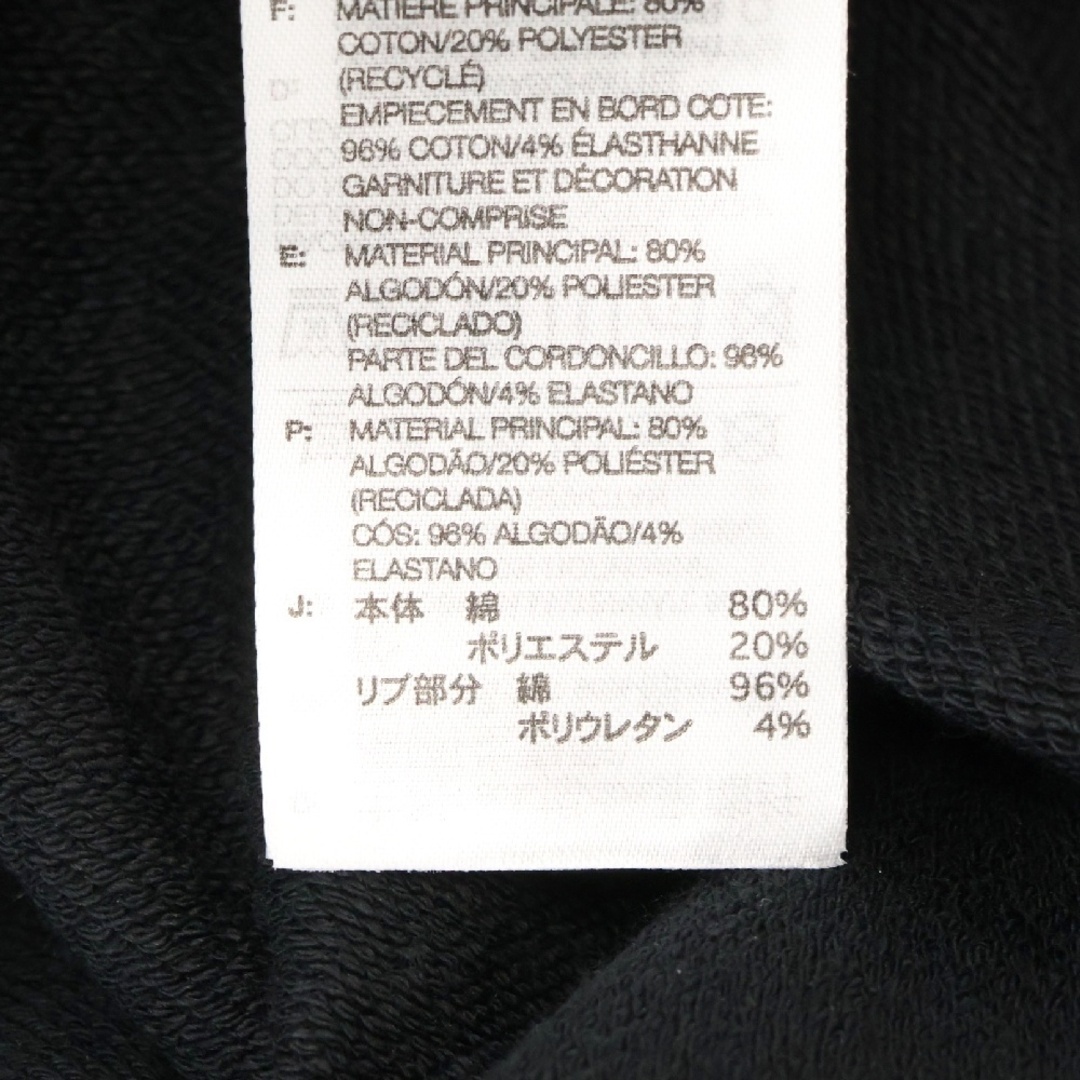 F: MATIÈRE PRINCIPALE: 80%
COTON/20% POLYESTER
(RECYCLÉ)
EMPIECEMENT EN BORD COTE:
96% COTON/4% ÉLASTHANNE
GARNITURE ET DÉCORATION
NON-COMPRISE
E: MATERIAL PRINCIPAL: 80%
ALGODÓN/20% POLIESTER
(RECICLADO)
PARTE DEL CORDONCILLO: 96%
ALGODÓN/4% ELASTANO
P: MATERIAL PRINCIPAL: 80%
ALGODÃO/20% POLIÉSTER
(RECICLADA)
CÓS: 96% ALGODÃO/4%
ELASTANO
J: 本体 綿 80%
ポリエステル 20%
リブ部分 綿 96%
ポリウレタン 4%